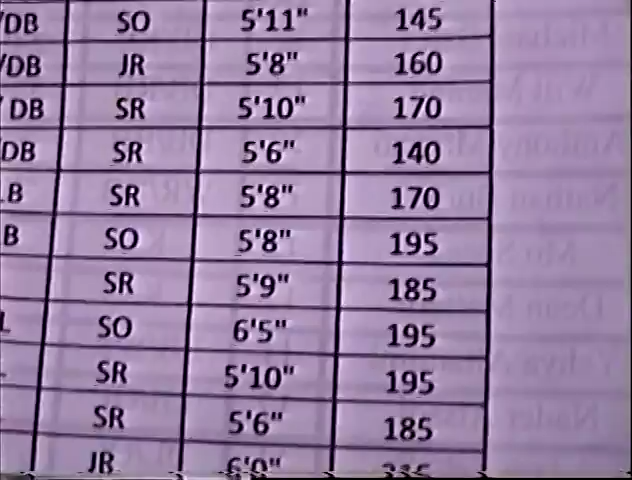 /DB SO 5'11" 145
/DB JR 5'8" 160
/ DB SR 5'10" 170
DB SR 5'6" 140
.B SR 5'8" 170
B SO 5'8" 195
SR 5'9" 185
L SO 6'5" 195
SR 5'10" 195
SR 5'6" 185
JR 6'0"